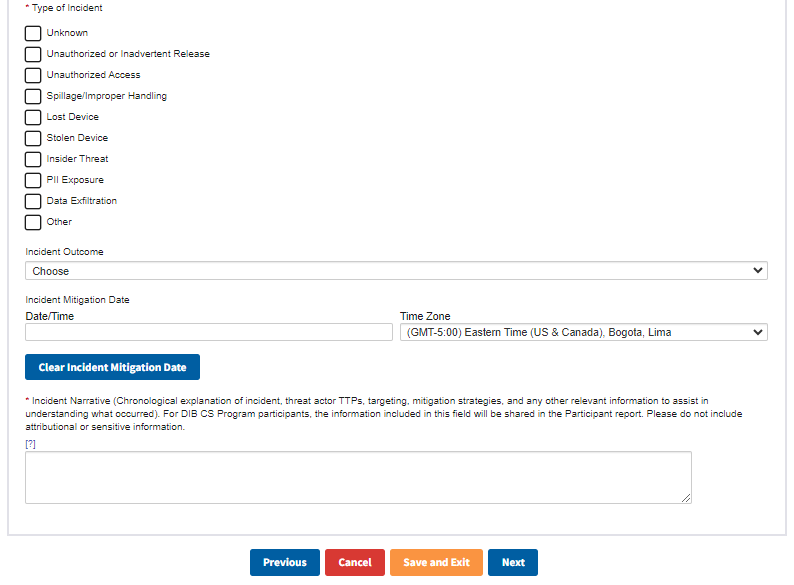 * Type of Incident
Unknown
Unauthorized or Inadvertent Release
Unauthorized Access
Spillage/Improper Handling
Lost Device
Stolen Device
Insider Threat
PII Exposure
Data Exfiltration
Other
Incident Outcome
Choose
Incident Mitigation Date
Date/Time Time Zone
(GMT-5:00) Eastern Time (US & Canada), Bogota, Lima
Clear Incident Mitigation Date
* Incident Narrative (Chronological explanation of incident, threat actor TTPs, targeting, mitigation strategies, and any other relevant information to assist in
understanding what occurred). For DIB CS Program participants, the information included in this field will be shared in the Participant report. Please do not include
attributional or sensitive information.
[?]
Previous Cancel Save and Exit Next